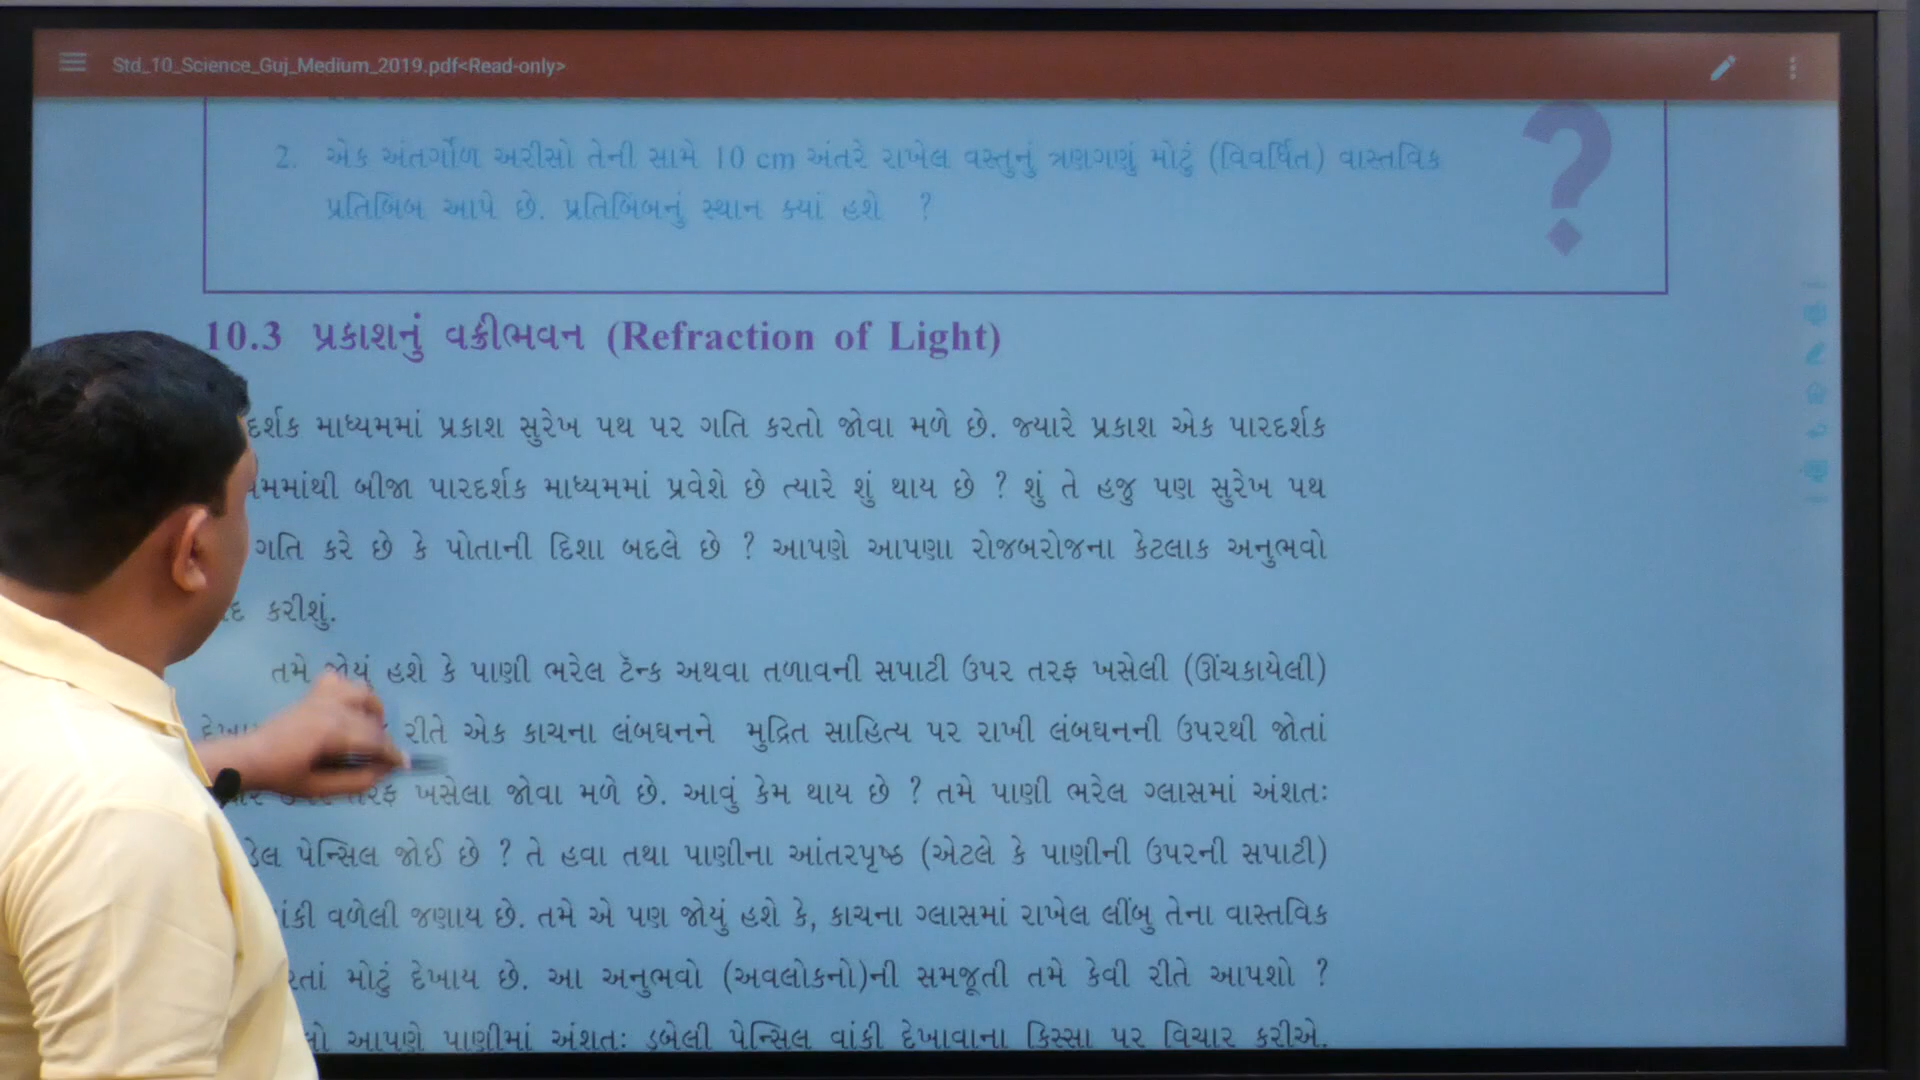 Std_10_Science_Guj_Medium_2019.pdf<Read-only>
2. એક અંતર્ગોળ અરીસો તેની સામે 10 cm અંતરે રાખેલ વસ્તુનું ત્રણગણું મોટું (વિવર્ધિત) વાસ્તવિક
પ્રતિબિંબ આપે છે. પ્રતિબિંબનું સ્થાન ક્યાં હશે ?
?
10.3 પ્રકાશનું વક્રીભવન (Refraction of Light)
માધ્યમમાં પ્રકાશ સુરેખ પથ પર ગતિ કરતો જોવા મળે છે. જ્યારે પ્રકાશ એક પારદર્શક
બીજા પારદર્શક માધ્યમમાં પ્રવેશે છે ત્યારે શું થાય છે ? શું તે હજુ પણ સુરેખ પથ
ગતિ કરે છે કે પોતાની દિશા બદલે છે ? આપણે આપણા રોજબરોજના કેટલાક અનુભવો
કરીશું.
તમે જોયું હશે કે પાણી ભરેલ ટૅન્ક અથવા તળાવની સપાટી ઉપર તરફ ખસેલી (ઊંચકાયેલી)
રીતે એક કાચના લંબઘનને મુદ્રિત સાહિત્ય પર રાખી લંબઘનની ઉપરથી જોતાં
ખસેલા જોવા મળે છે. આવું કેમ થાય છે ? તમે પાણી ભરેલ ગ્લાસમાં અંશતઃ
પેન્સિલ જોઈ છે ? તે હવા તથા પાણીના આંતરપૃષ્ઠ (એટલે કે પાણીની ઉપરની સપાટી)
વળેલી જણાય છે. તમે એ પણ જોયું હશે કે, કાચના ગ્લાસમાં રાખેલ લીંબુ તેના વાસ્તવિક
મોટું દેખાય છે. આ અનુભવો (અવલોકનો)ની સમજૂતી તમે કેવી રીતે આપશો ?
આપણે પાણીમાં અંશતઃ ડુબેલી પેન્સિલ વાંકી દેખાવાના કિસ્સા પર વિચાર કરીએ.